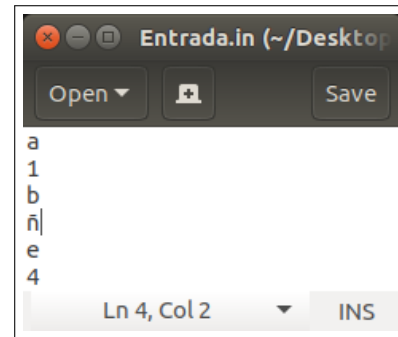 Entrada.in (~/Desktop
Open Save
a
1
b
ñ
e
4
Ln 4, Col 2 INS